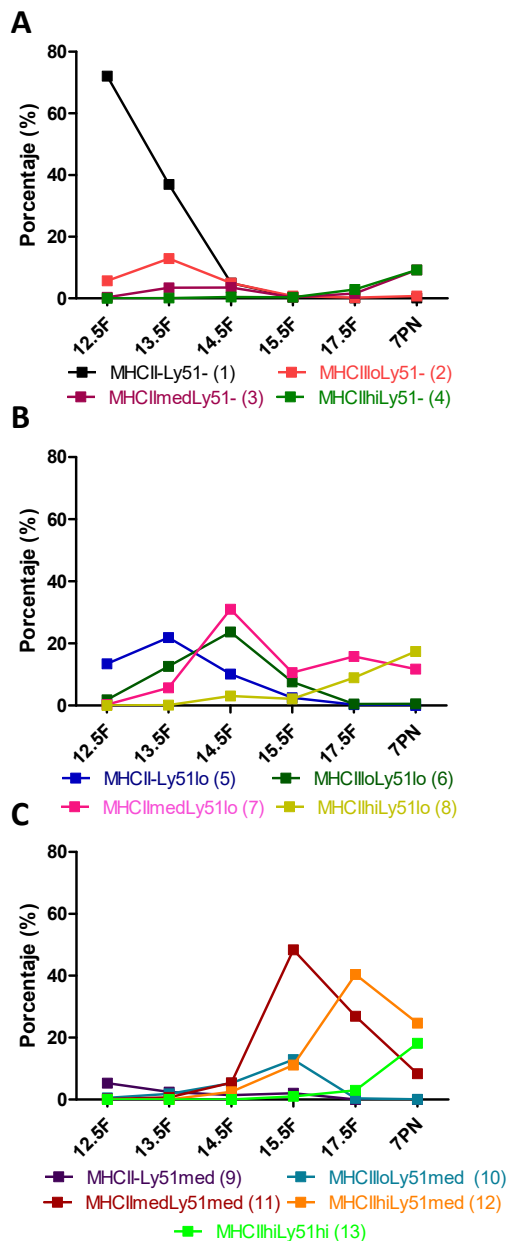 A
Porcentaje (%)
80
60
40
20
0
12.5F 13.5F 14.5F 15.5F 17.5F 7PN
MHCII-Ly51- (1) MHCIIloLy51- (2)
MHCIImedLy51- (3) MHCIIhiLy51- (4)
B
Porcentaje (%)
80
60
40
20
0
12.5F 13.5F 14.5F 15.5F 17.5F 7PN
MHCII-Ly51lo (5) MHCIIloLy51lo (6)
MHCIImedLy51lo (7) MHCIIhiLy51lo (8)
C
Porcentaje (%)
80
60
40
20
0
12.5F 13.5F 14.5F 15.5F 17.5F 7PN
MHCII-Ly51med (9) MHCIIloLy51med (10)
MHCIImedLy51med (11) MHCIIhiLy51med (12)
MHCIIhiLy51hi (13)